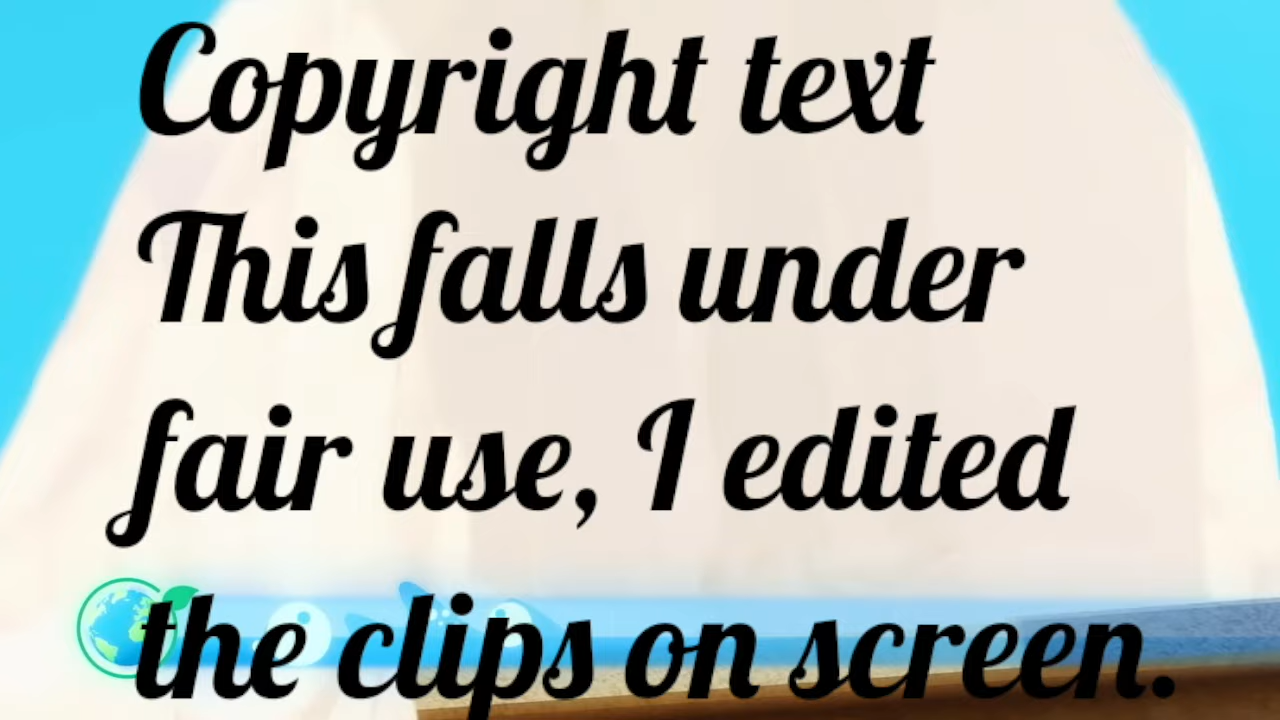 Copyright text
This falls under
fair use, I edited
the clips on screen.